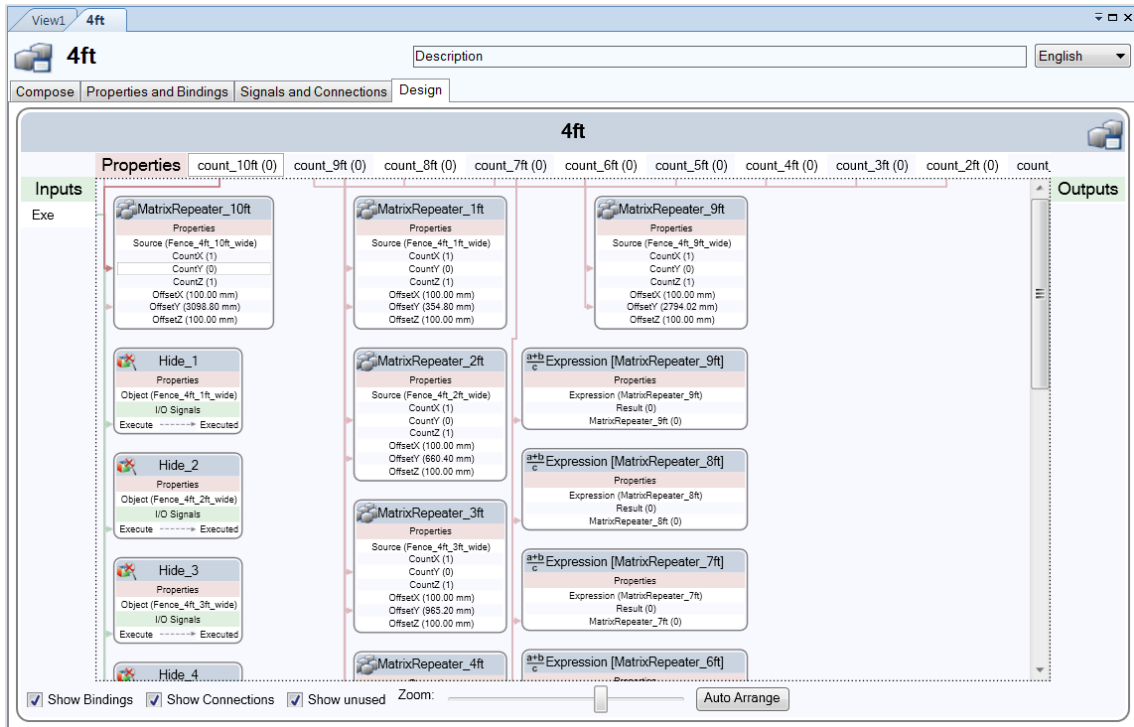 View1
4ft
4ft
Description
English
Compose
Properties and Bindings
Signals and Connections
Design
4ft
Properties
count_10ft (0)
count_9ft (0)
count_8ft (0)
count_7ft (0)
count_6ft (0)
count_5ft (0)
count_4ft (0)
count_3ft (0)
count_2ft (0)
count_
Inputs
Exe
Outputs
MatrixRepeater_10ft
Properties
Source (Fence_4ft_10ft_wide)
CountX (1)
CountY (0)
CountZ (1)
OffsetX (100.00 mm)
OffsetY (3098.80 mm)
OffsetZ (100.00 mm)
MatrixRepeater_1ft
Properties
Source (Fence_4ft_1ft_wide)
CountX (1)
CountY (0)
CountZ (1)
OffsetX (100.00 mm)
OffsetY (354.80 mm)
OffsetZ (100.00 mm)
MatrixRepeater_9ft
Properties
Source (Fence_4ft_9ft_wide)
CountX (1)
CountY (0)
CountZ (1)
OffsetX (100.00 mm)
OffsetY (2794.02 mm)
OffsetZ (100.00 mm)
Hide_1
Properties
Object (Fence_4ft_1ft_wide)
I/O Signals
Execute
Executed
MatrixRepeater_2ft
Properties
Source (Fence_4ft_2ft_wide)
CountX (1)
CountY (0)
CountZ (1)
OffsetX (100.00 mm)
OffsetY (660.40 mm)
OffsetZ (100.00 mm)
a+b
c
Expression [MatrixRepeater_9ft]
Properties
Expression (MatrixRepeater_9ft)
Result (0)
MatrixRepeater_9ft (0)
Hide_2
Properties
Object (Fence_4ft_2ft_wide)
I/O Signals
Execute
Executed
a+b
c
Expression [MatrixRepeater_8ft]
Properties
Expression (MatrixRepeater_8ft)
Result (0)
MatrixRepeater_8ft (0)
MatrixRepeater_3ft
Properties
Source (Fence_4ft_3ft_wide)
CountX (1)
CountY (0)
CountZ (1)
OffsetX (100.00 mm)
OffsetY (965.20 mm)
OffsetZ (100.00 mm)
Hide_3
Properties
Object (Fence_4ft_3ft_wide)
I/O Signals
Execute
Executed
a+b
c
Expression [MatrixRepeater_7ft]
Properties
Expression (MatrixRepeater_7ft)
Result (0)
MatrixRepeater_7ft (0)
Hide_4
MatrixRepeater_4ft
a+b
c
Expression [MatrixRepeater_6ft]
Properties
Show Bindings
Show Connections
Show unused
Zoom:
Auto Arrange